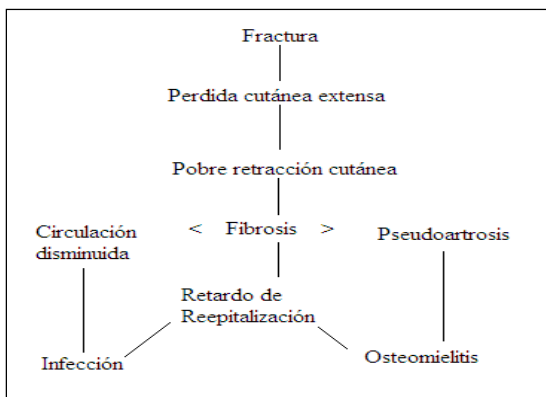 Fractura
Perdida cutánea extensa
Pobre retracción cutánea
Circulación
disminuida
< Fibrosis >
Pseudoartrosis
Retardo de
Reepitalización
Infección
Osteomielitis